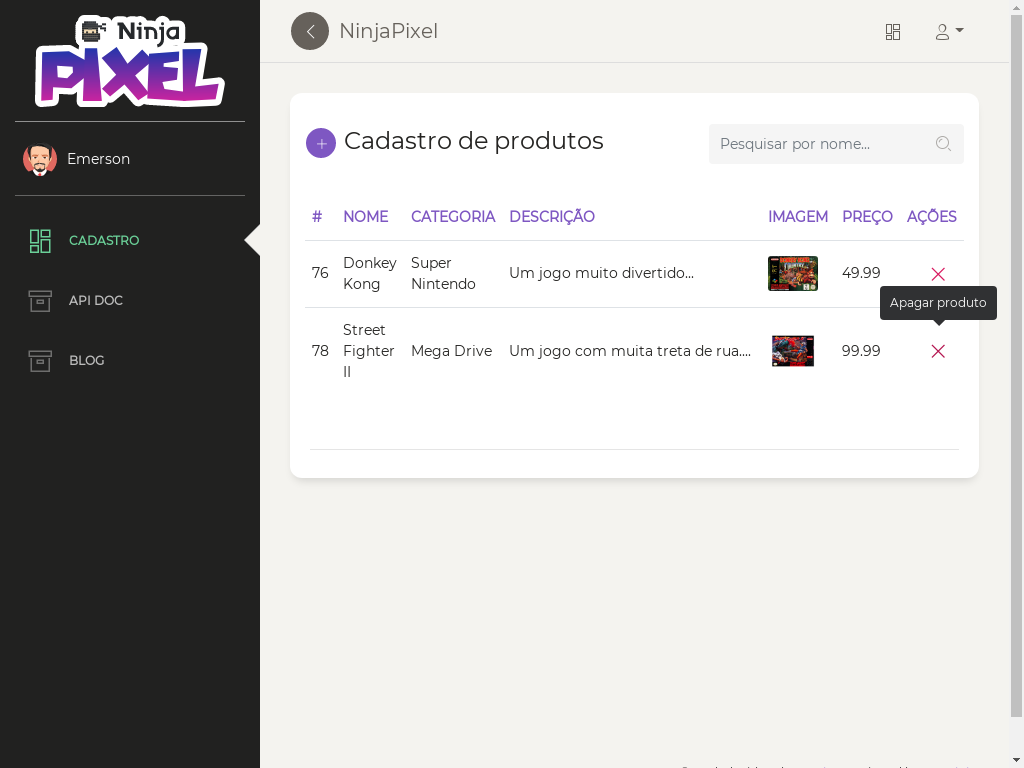 Ninja
PIXEL
NinjaPixel
Emerson
Cadastro de produtos
Pesquisar por nome...
CADASTRO
API DOC
BLOG
# NOME CATEGORIA DESCRIÇÃO IMAGEM PREÇO AÇÕES
76 Donkey Kong Super Nintendo Um jogo muito divertido... 49.99
Apagar produto
78 Street Fighter II Mega Drive Um jogo com muita treta de rua.... 99.99